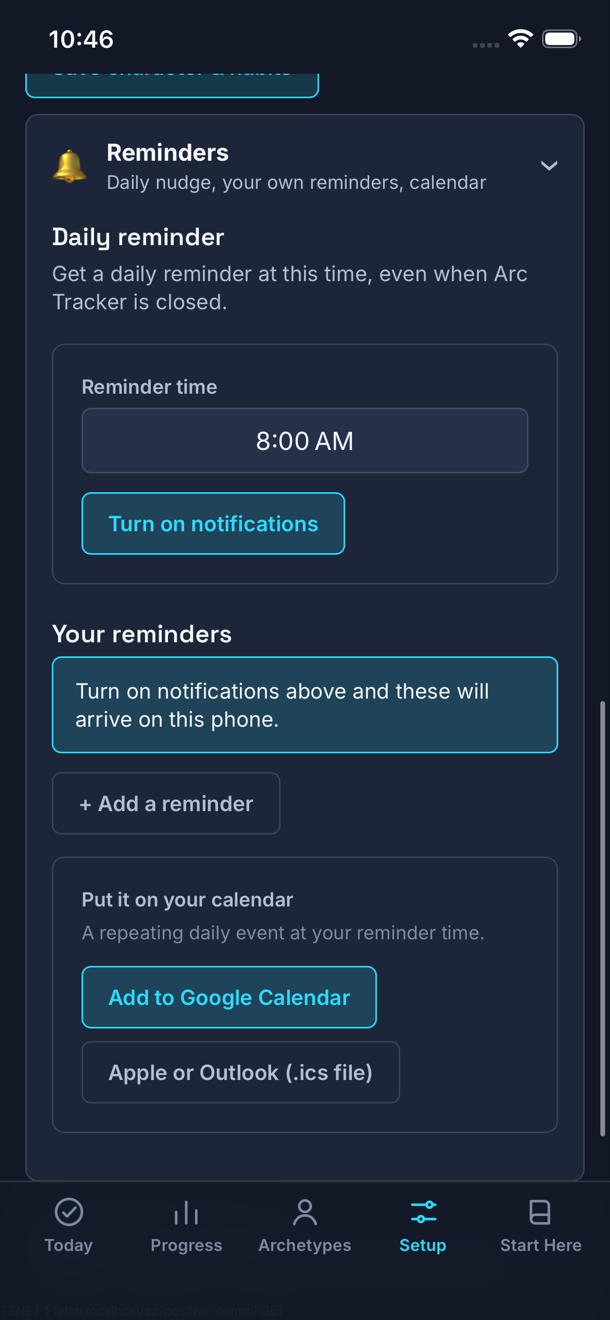 10:46
Reminders
Daily nudge, your own reminders, calendar
Daily reminder
Get a daily reminder at this time, even when Arc
Tracker is closed.
Reminder time
8:00 AM
Turn on notifications
Your reminders
Turn on notifications above and these will
arrive on this phone.
+ Add a reminder
Put it on your calendar
A repeating daily event at your reminder time.
Add to Google Calendar
Apple or Outlook (.ics file)
Today
Progress
Archetypes
Setup
Start Here